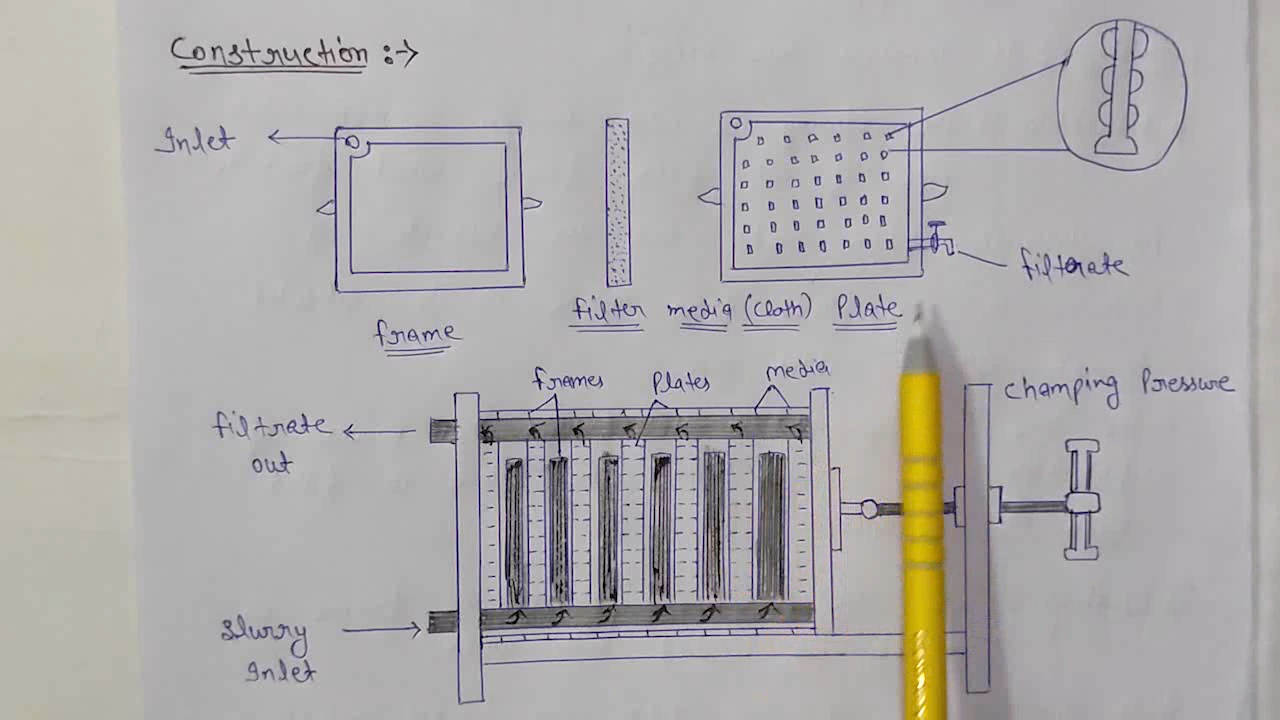 Construction :->
Inlet
filtrate
filter media (cloth) Plate
frame
frames Plates media
Champing Pressure
filtrate
out
Slurry
Inlet